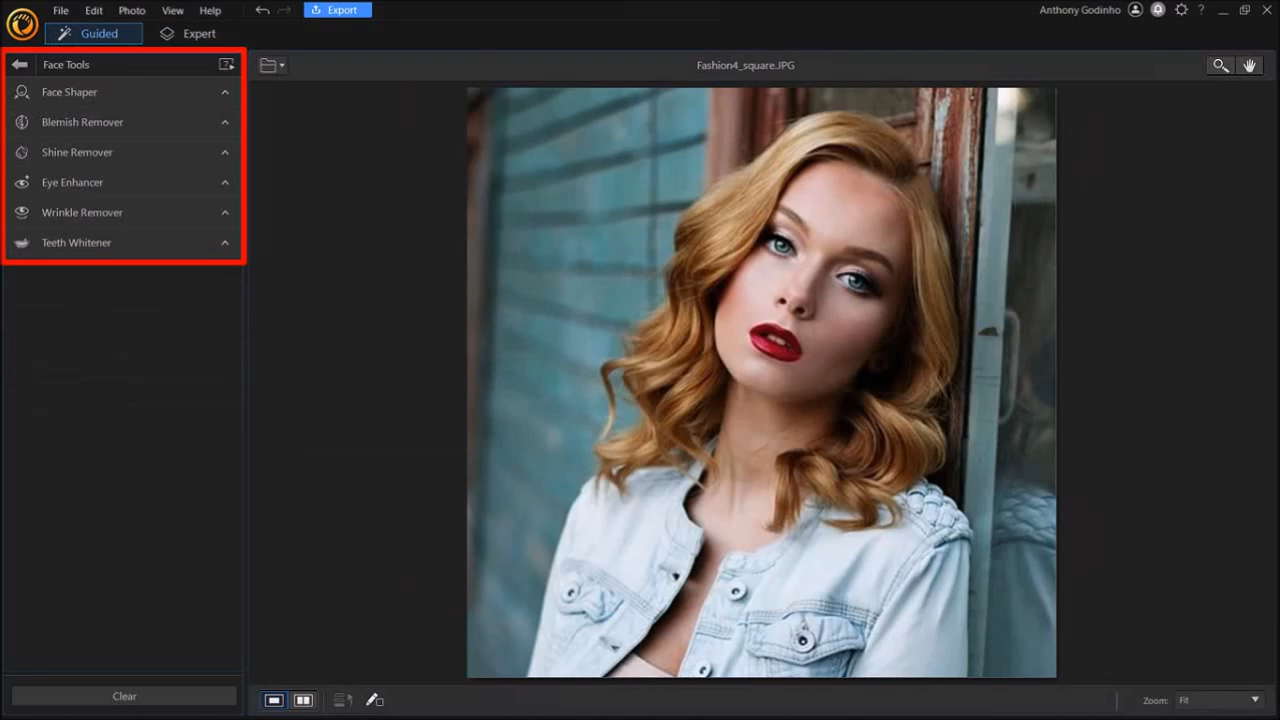 File Edit Photo View Help Export Anthony Godinho ?
Guided Expert
Face Tools
Fashion4_square.JPG
Face Shaper
Blemish Remover
Shine Remover
Eye Enhancer
Wrinkle Remover
Teeth Whitener
Clear
Zoom: Fit